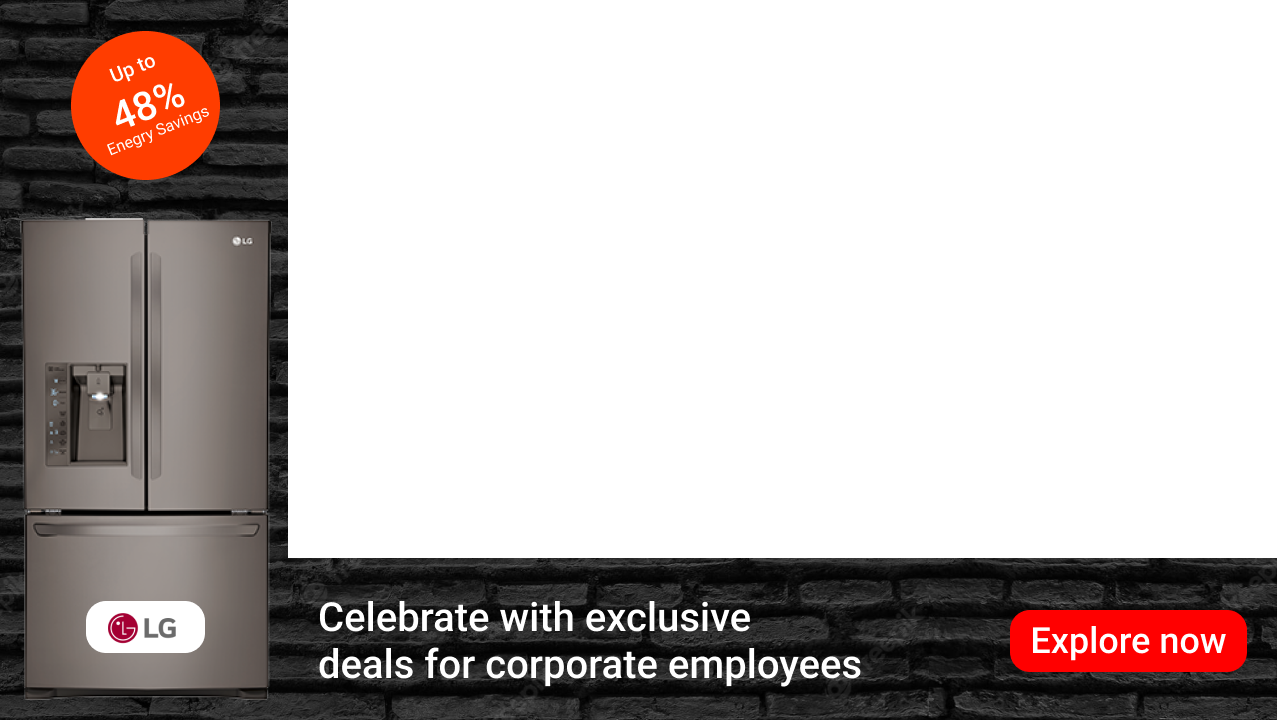 Up to
48%
Enegry Savings
LG
LG
Celebrate with exclusive
deals for corporate employees
Explore now